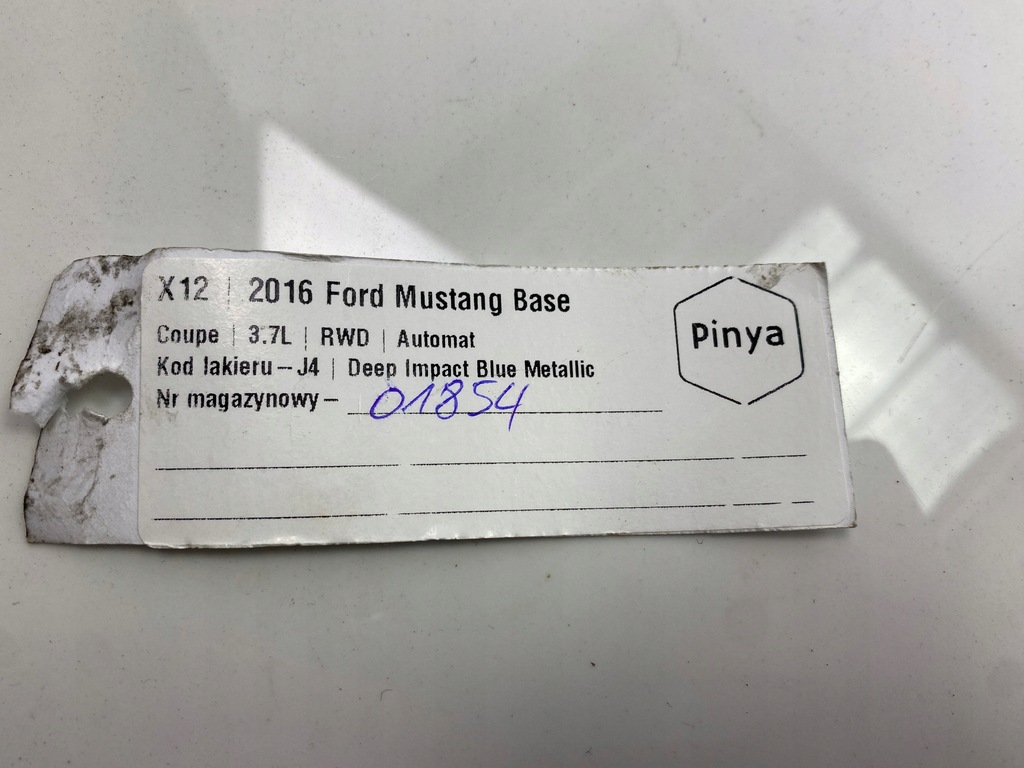 X12 | 2016 Ford Mustang Base
Coupe | 3.7L | RWD | Automat
Kod lakieru – J4 | Deep Impact Blue Metallic
Nr magazynowy – 01854
Pinya